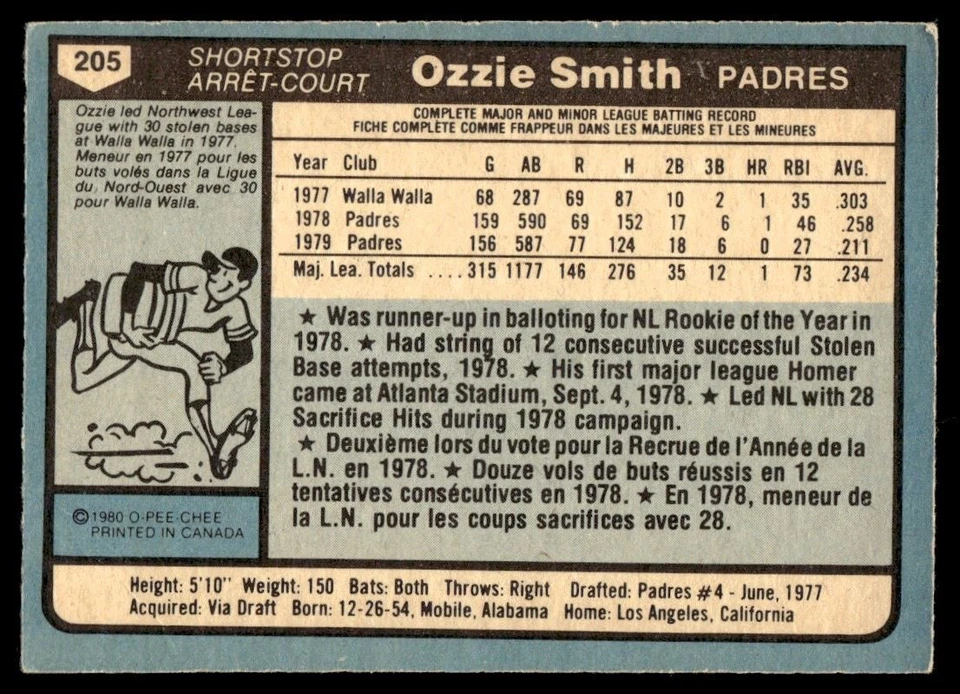 205
SHORTSTOP
ARRÊT-COURT
Ozzie Smith PADRES
Ozzie led Northwest Lea-
gue with 30 stolen bases
at Walla Walla in 1977.
Meneur en 1977 pour les
buts volés dans la Ligue
du Nord-Ouest avec 30
pour Walla Walla.
COMPLETE MAJOR AND MINOR LEAGUE BATTING RECORD
FICHE COMPLÈTE COMME FRAPPEUR DANS LES MAJEURES ET LES MINEURES
Year Club G AB R H 2B 3B HR RBI AVG.
1977 Walla Walla 68 287 69 87 10 2 1 35 .303
1978 Padres 159 590 69 152 17 6 1 46 .258
1979 Padres 156 587 77 124 18 6 0 27 .211
Maj. Lea. Totals ....315 1177 146 276 35 12 1 73 .234
★ Was runner-up in balloting for NL Rookie of the Year in
1978. ★ Had string of 12 consecutive successful Stolen
Base attempts, 1978. ★ His first major league Homer
came at Atlanta Stadium, Sept. 4, 1978. ★ Led NL with 28
Sacrifice Hits during 1978 campaign.
★ Deuxième lors du vote pour la Recrue de l'Année de la
L.N. en 1978. ★ Douze vols de buts réussis en 12
tentatives consécutives en 1978. ★ En 1978, meneur de
la L.N. pour les coups sacrifices avec 28.
©1980 O-PEE-CHEE
PRINTED IN CANADA
Height: 5'10" Weight: 150 Bats: Both Throws: Right Drafted: Padres #4 - June, 1977
Acquired: Via Draft Born: 12-26-54, Mobile, Alabama Home: Los Angeles, California